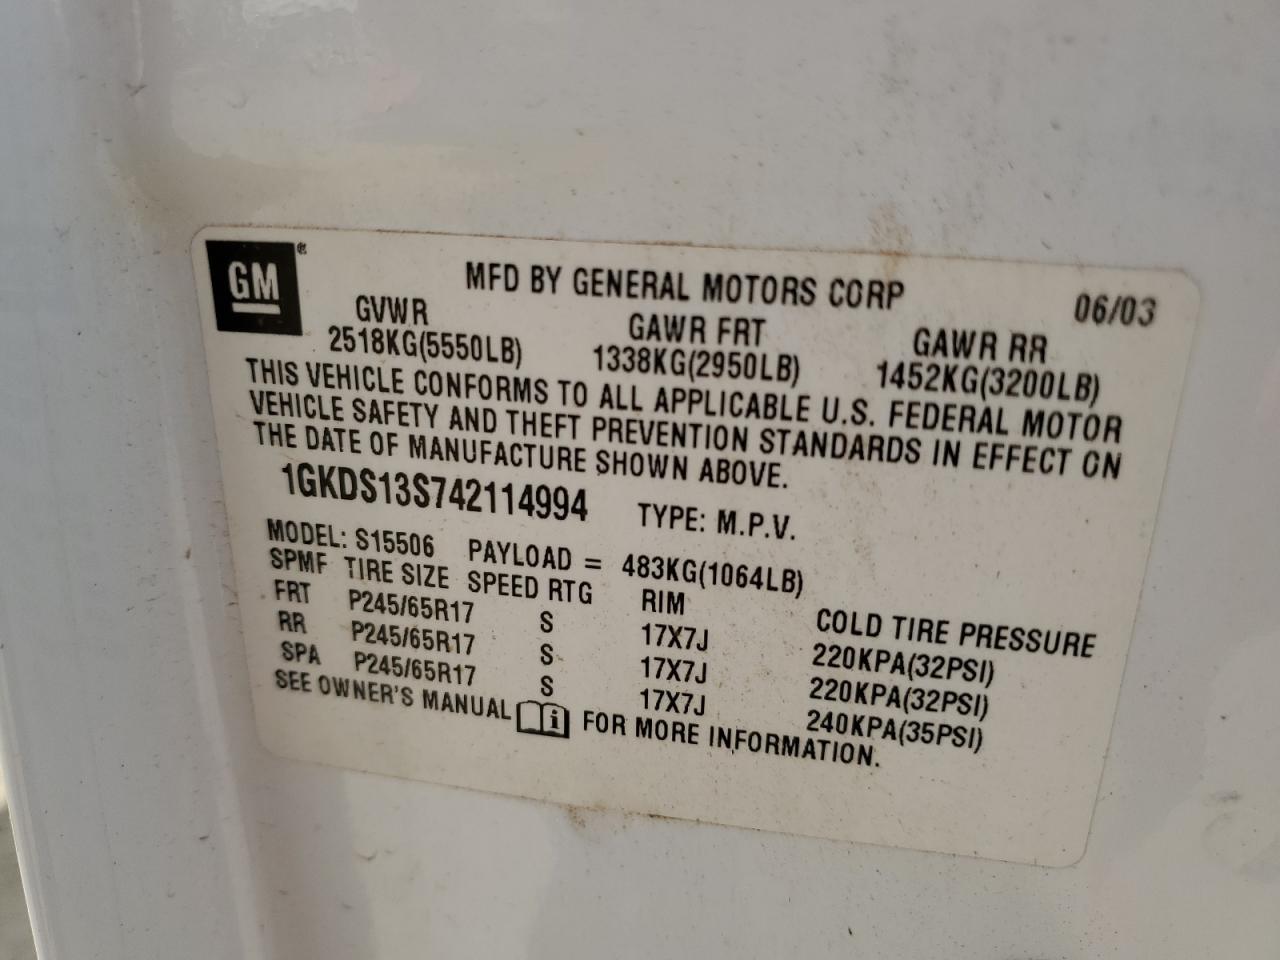 GM®
MFD BY GENERAL MOTORS CORP 06/03
GVWR GAWR FRT GAWR RR
2518KG(5550LB) 1338KG(2950LB) 1452KG(3200LB)
THIS VEHICLE CONFORMS TO ALL APPLICABLE U.S. FEDERAL MOTOR
VEHICLE SAFETY AND THEFT PREVENTION STANDARDS IN EFFECT ON
THE DATE OF MANUFACTURE SHOWN ABOVE.
1GKDS13S742114994 TYPE: M.P.V.
MODEL: S15506 PAYLOAD = 483KG(1064LB)
SPMF TIRE SIZE SPEED RTG RIM COLD TIRE PRESSURE
FRT P245/65R17 S 17X7J 220KPA(32PSI)
RR P245/65R17 S 17X7J 220KPA(32PSI)
SPA P245/65R17 S 17X7J 240KPA(35PSI)
SEE OWNER'S MANUAL i FOR MORE INFORMATION.